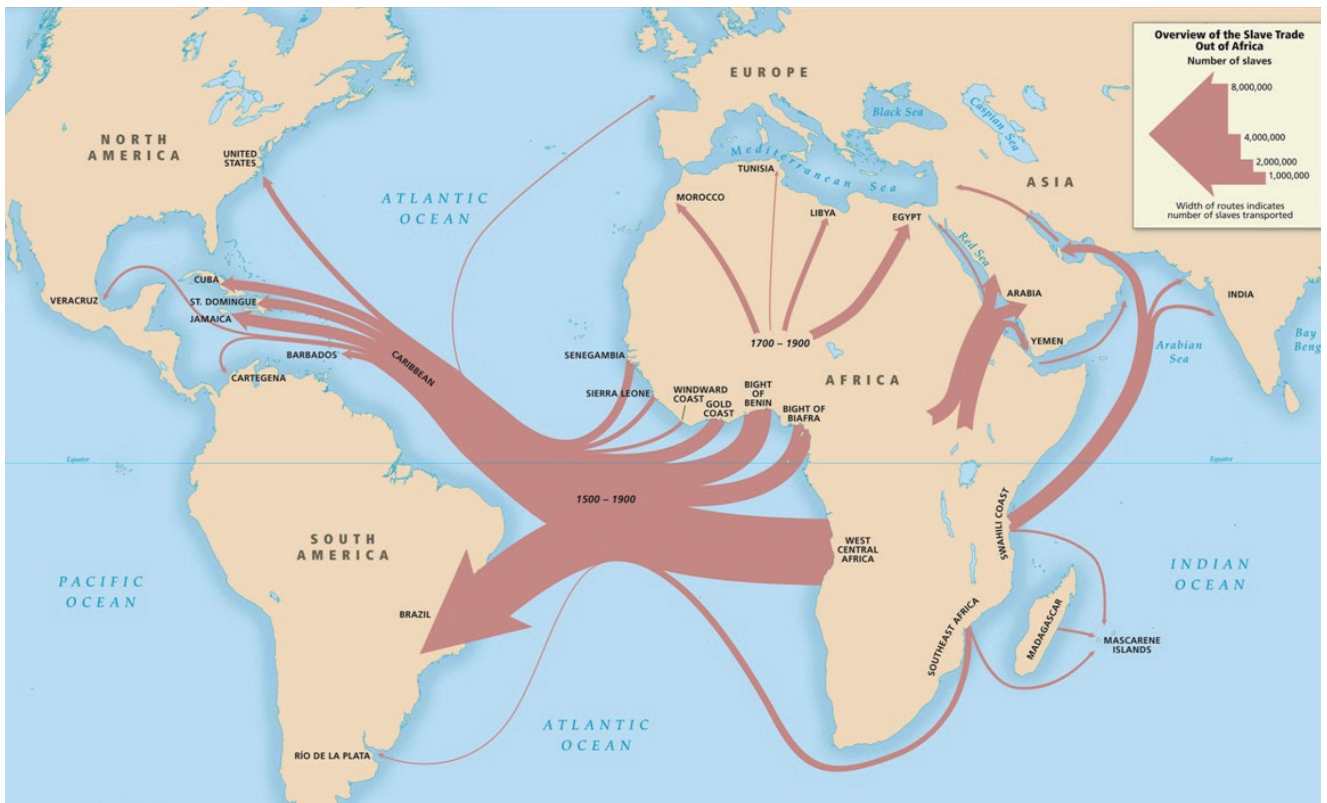 Overview of the Slave Trade
Out of Africa
Number of slaves
8,000,000
4,000,000
2,000,000
1,000,000
Width of routes indicates
number of slaves transported
EUROPE
Black Sea
Caspian Sea
NORTH
AMERICA
UNITED
STATES
ATLANTIC
OCEAN
Mediterranean Sea
TUNISIA
ASIA
MOROCCO
LIBYA
EGYPT
Red Sea
CUBA
VERACRUZ
ST. DOMINGUE
JAMAICA
ARABIA
INDIA
BARBADOS
CARIBBEAN
CARTEGENA
SENEGAMBIA
1700 – 1900
YEMEN
Arabian
Sea
Bay
Beng
SIERRA LEONE
WINDWARD
COAST
GOLD
COAST
BIGHT
OF
BENIN
BIGHT OF
BIAFRA
AFRICA
Equator
Equator
1500 – 1900
SOUTH
AMERICA
WEST
CENTRAL
AFRICA
SWAHILI COAST
INDIAN
OCEAN
PACIFIC
OCEAN
BRAZIL
SOUTHEAST AFRICA
MADAGASCAR
MASCARENE
ISLANDS
ATLANTIC
OCEAN
RÍO DE LA PLATA